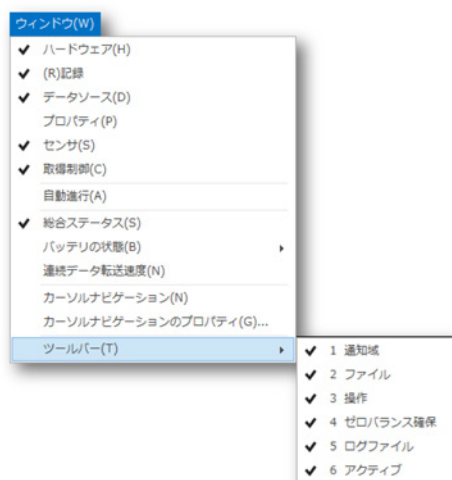 ウィンドウ(W)
ハードウェア(H)
(R)記録
データソース(D)
プロパティ(P)
センサ(S)
取得制御(C)
自動進行(A)
総合ステータス(S)
バッテリの状態(B)
連続データ転送速度(N)
カーソルナビゲーション(N)
カーソルナビゲーションのプロパティ(G)...
ツールバー(T)
1 通知域
2 ファイル
3 操作
4 ゼロバランス確保
5 ログファイル
6 アクティブ